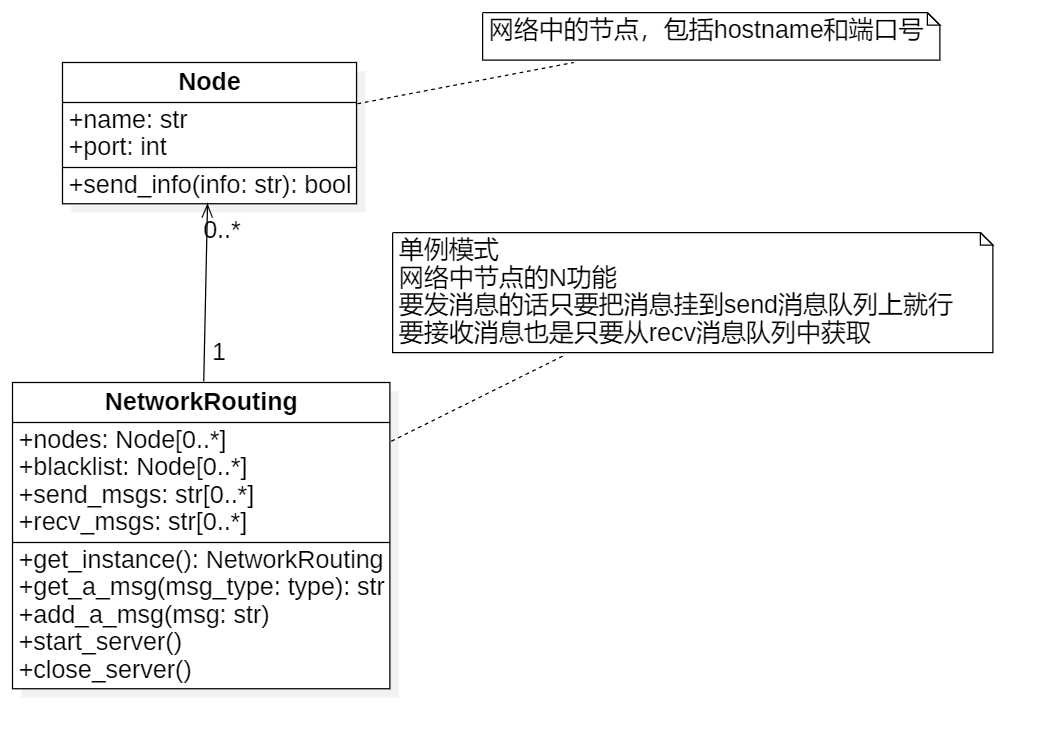 网络中的节点，包括hostname和端口号
Node
+name: str
+port: int
+send_info(info: str): bool
0..*
单例模式
网络中节点的N功能
要发消息的话只要把消息挂到send消息队列上就行
要接收消息也是只要从recv消息队列中获取
1
NetworkRouting
+nodes: Node[0..*]
+blacklist: Node[0..*]
+send_msgs: str[0..*]
+recv_msgs: str[0..*]
+get_instance(): NetworkRouting
+get_a_msg(msg_type: type): str
+add_a_msg(msg: str)
+start_server()
+close_server()